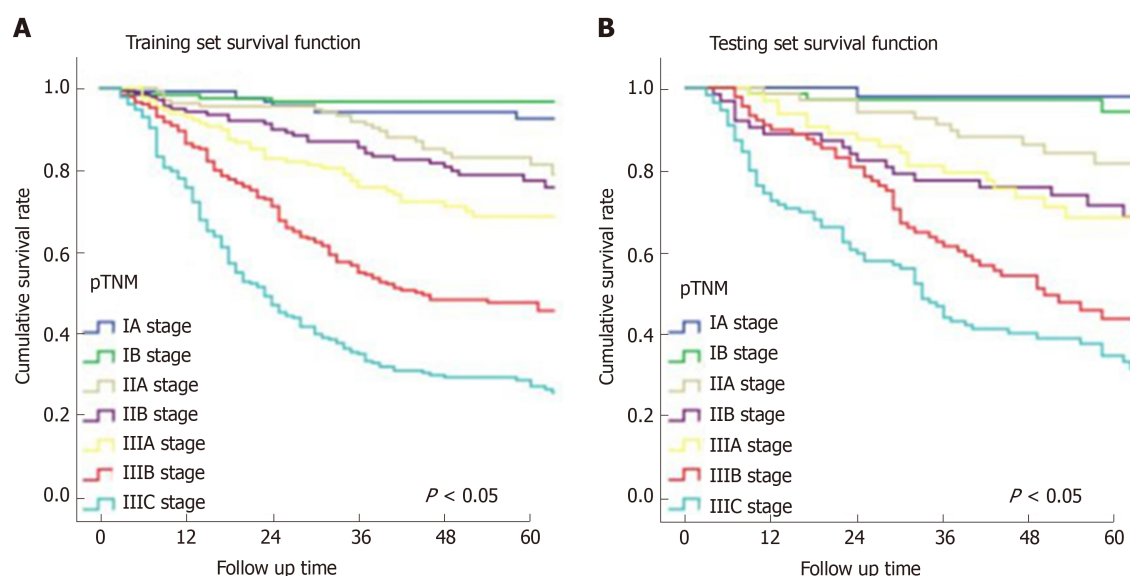 A
Training set survival function
Cumulative survival rate
1.0
0.8
0.6
0.4
0.2
0.0
pTNM
IA stage
IB stage
IIA stage
IIB stage
IIIA stage
IIIB stage
IIIC stage
P < 0.05
0 12 24 36 48 60
Follow up time
B
Testing set survival function
Cumulative survival rate
1.0
0.8
0.6
0.4
0.2
0.0
pTNM
IA stage
IB stage
IIA stage
IIB stage
IIIA stage
IIIB stage
IIIC stage
P < 0.05
0 12 24 36 48 60
Follow up time